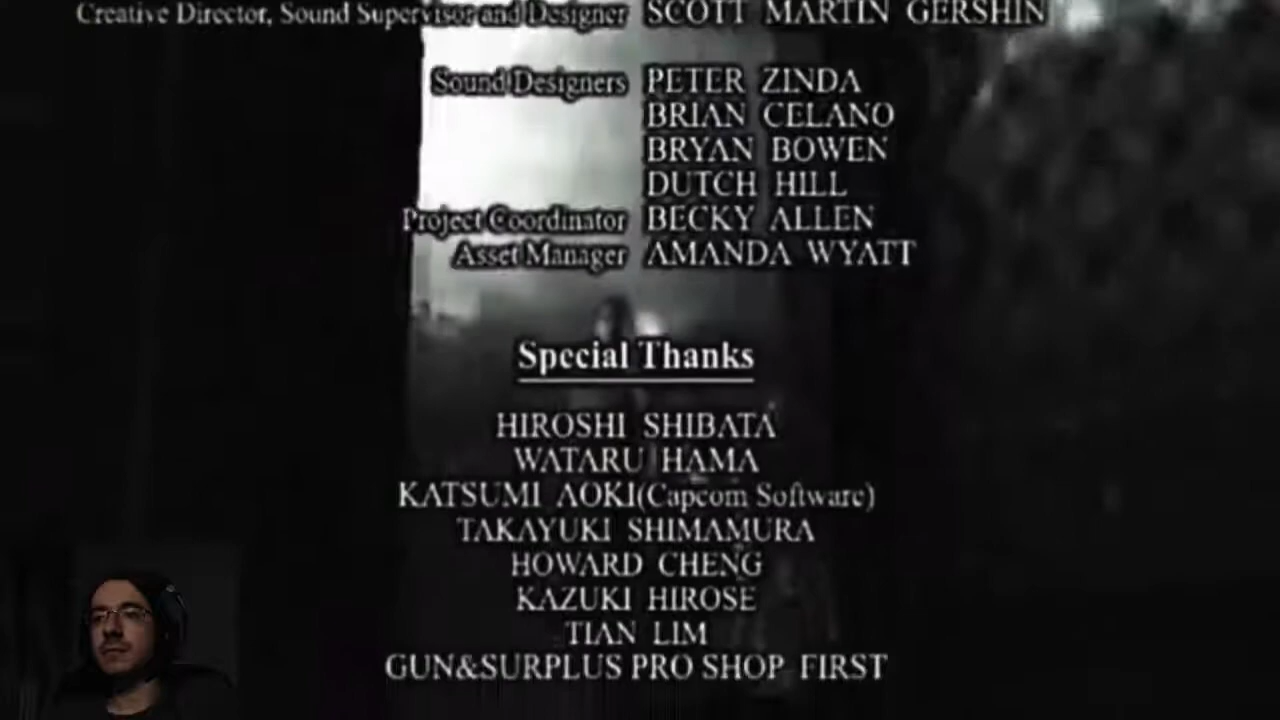 Creative Director, Sound Supervisor and Designer SCOTT MARTIN GERSHIN
Sound Designers PETER ZINDA
BRIAN CELANO
BRYAN BOWEN
DUTCH HILL
Project Coordinator BECKY ALLEN
Asset Manager AMANDA WYATT
Special Thanks
HIROSHI SHIBATA
WATARU HAMA
KATSUMI AOKI(Capcom Software)
TAKAYUKI SHIMAMURA
HOWARD CHENG
KAZUKI HIROSE
TIAN LIM
GUN&SURPLUS PRO SHOP FIRST